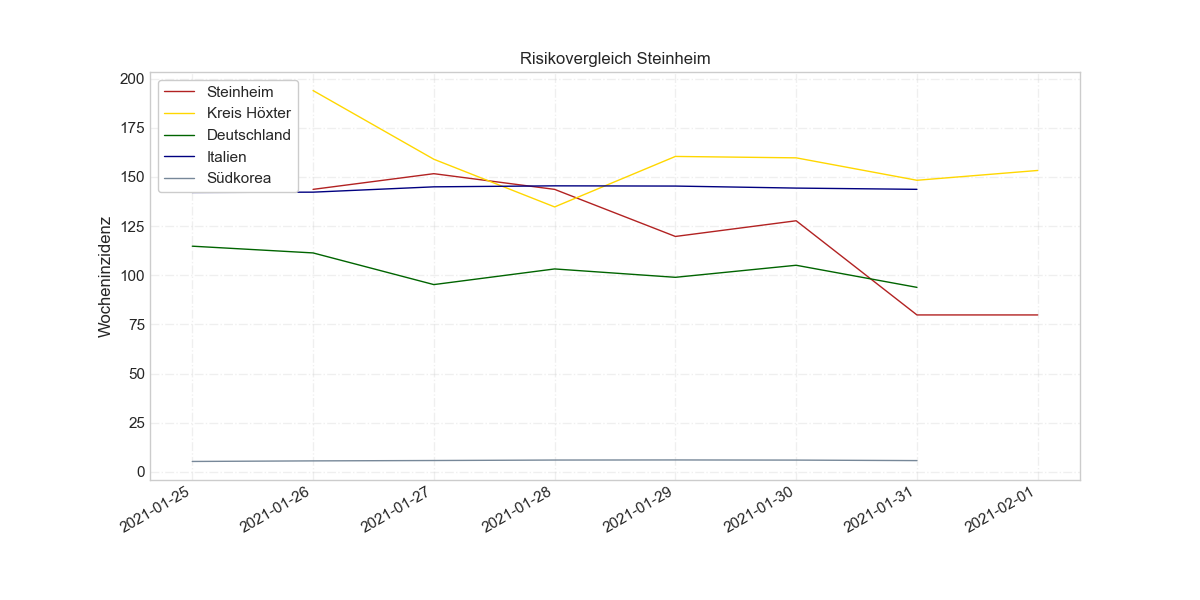 Risikovergleich Steinheim
Steinheim
Kreis Höxter
Deutschland
Italien
Südkorea
Wocheninzidenz
200
175
150
125
100
75
50
25
0
2021-01-25
2021-01-26
2021-01-27
2021-01-28
2021-01-29
2021-01-30
2021-01-31
2021-02-01